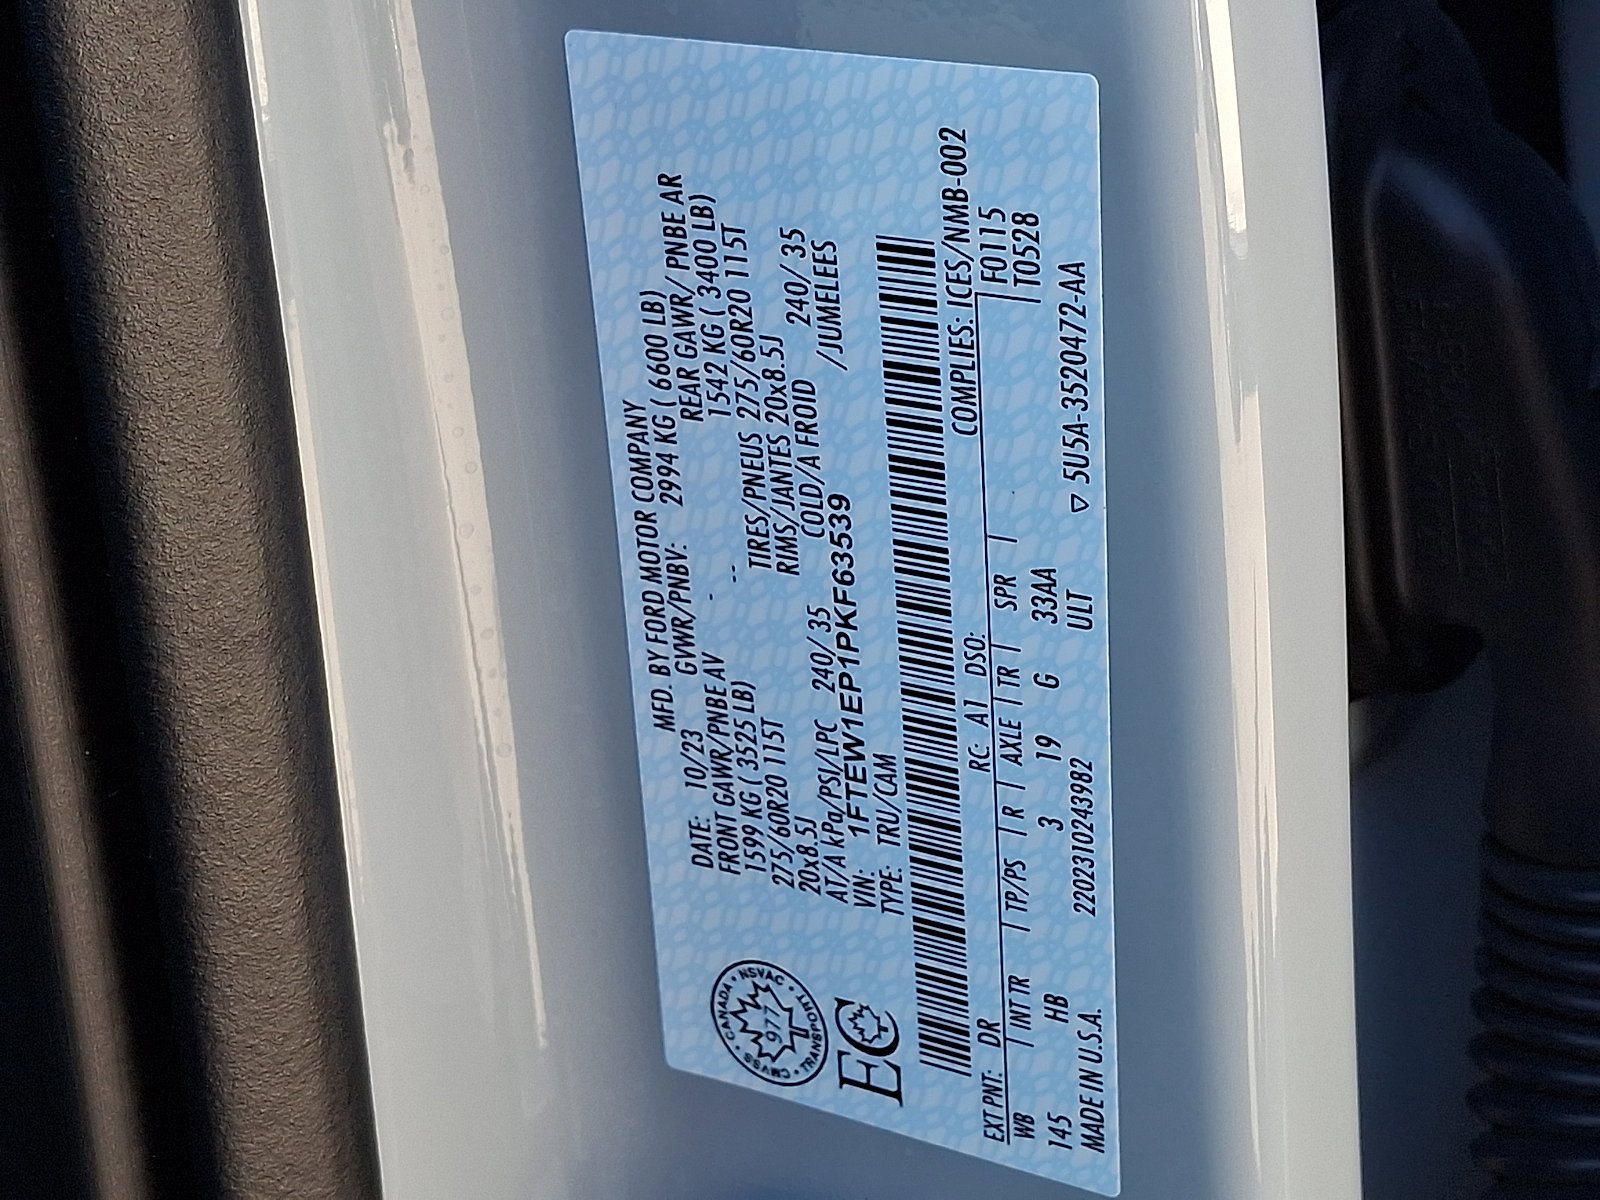 MFD. BY FORD MOTOR COMPANY
DATE: 10/23 GVWR/PNBV: 2994 KG ( 6600 LB)
FRONT GAWR/PNBE AV - -- REAR GAWR/ PNBE AR
1599 KG ( 3525 LB) 1542 KG ( 3400 LB)
275/60R20 115T TIRES/PNEUS 275/60R20 115T
20x8.5J RIMS/JANTES 20x8.5J
AT/A kPa/PSI/LPC 240/ 35 COLD/A FROID 240/ 35
VIN: 1FTEW1EP1PKF63539 /JUMELEES
TYPE: TRU/CAM
CMVSS • CANADA • NSVAC • TRANSPORT •
977
EC
COMPLIES: ICES/NMB-002
EXT PNT: DR RC: A1 DSO: F0115
WB | INT TR | TP/PS | R | AXLE | TR | SPR | | T0528
145 HB 3 19 G 33AA
MADE IN U.S.A. 220231024398​2 ULT ▽ 5U5A-3520472-AA